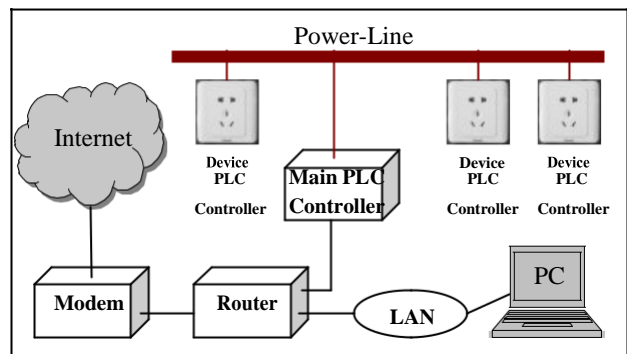 Power-Line
Internet
Device
PLC
Controller
Main PLC
Controller
Device
PLC
Controller
Device
PLC
Controller
Modem
Router
LAN
PC